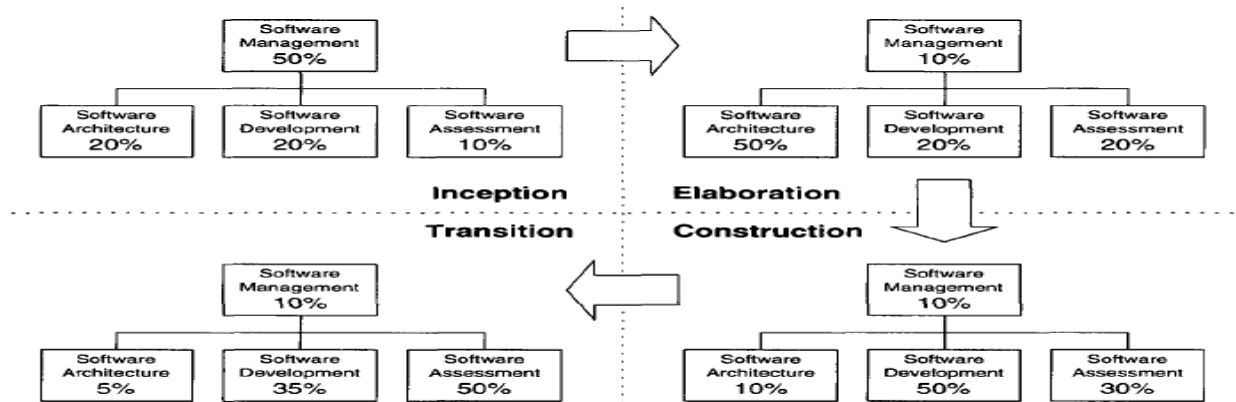 Software
Management
50%
Software
Architecture
20%
Software
Development
20%
Software
Assessment
10%
Inception
Software
Management
10%
Software
Architecture
50%
Software
Development
20%
Software
Assessment
20%
Elaboration
Transition
Software
Management
10%
Software
Architecture
5%
Software
Development
35%
Software
Assessment
50%
Construction
Software
Management
10%
Software
Architecture
10%
Software
Development
50%
Software
Assessment
30%